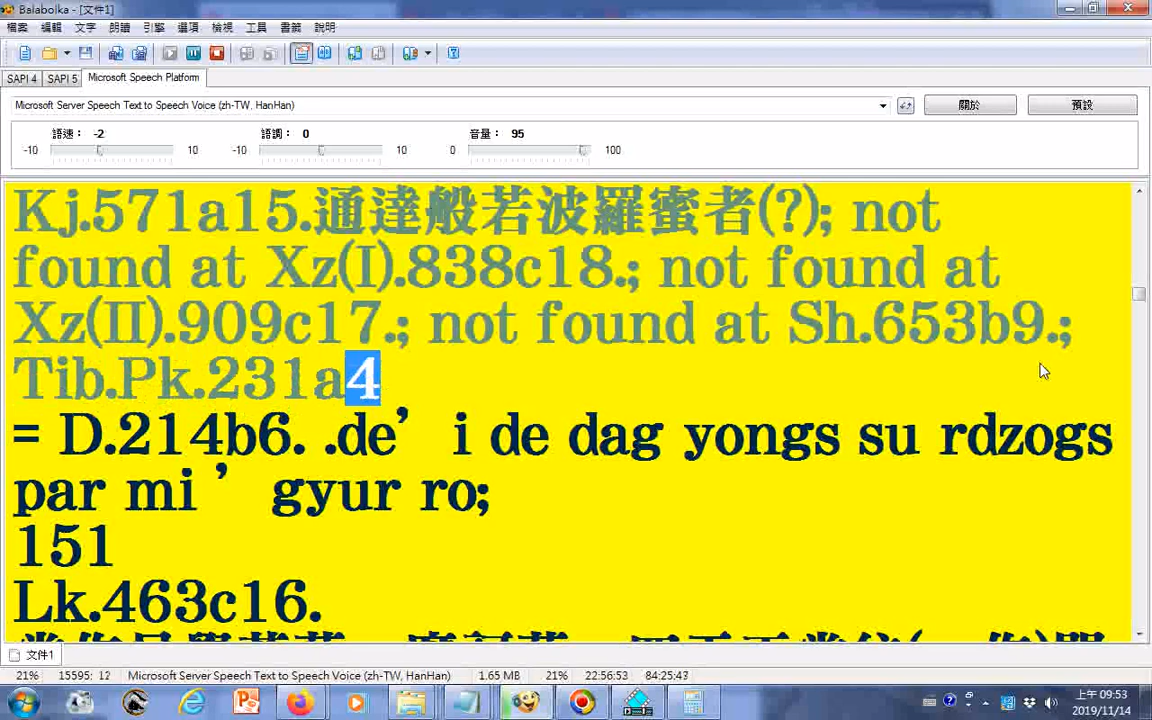 Balabolka - [文件1]
檔案 編輯 文字 朗讀 引擎 選項 檢視 工具 書籤 說明
SAPI 4 SAPI 5 Microsoft Speech Platform
Microsoft Server Speech Text to Speech Voice (zh-TW, HanHan) 關於 預設
語速： -2 語調： 0 音量： 95
-10 10 -10 10 0 100
Kj.571a15.通達般若波羅蜜者(?); not
found at Xz(I).838c18.; not found at
Xz(II).909c17.; not found at Sh.653b9.;
Tib.Pk.231a4
= D.214b6. .de’ i de dag yongs su rdzogs
par mi ’ gyur ro;
151
Lk.463c16.
文件1
21% 15595: 12 Microsoft Server Speech Text to Speech Voice (zh-TW, HanHan) 1.65 MB 21% 22:56:53 84:25:43
上午 09:53
2019/11/14